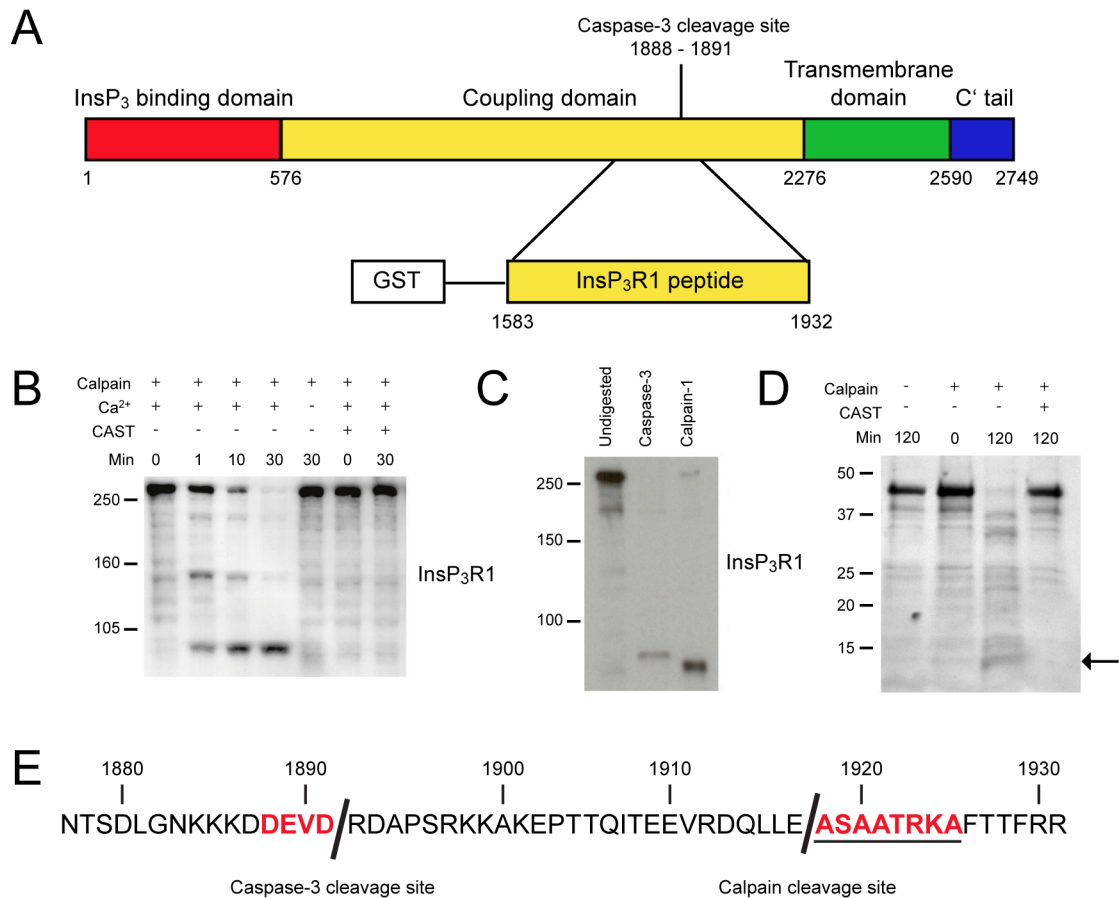 A
Caspase-3 cleavage site
1888 - 1891
InsP3 binding domain
Coupling domain
Transmembrane
domain
C‘ tail
1
576
2276
2590
2749
GST
InsP3R1 peptide
1583
1932
B
Calpain + + + + + + +
Ca2+ + + + + - + +
CAST - - - - - + +
Min 0 1 10 30 30 0 30
250
160
105
InsP3R1
C
Undigested
Caspase-3
Calpain-1
250
150
100
InsP3R1
D
Calpain - + + +
CAST - - - +
Min 120 0 120 120
50
37
25
20
15
E
1880 1890 1900 1910 1920 1930
NTSDLGNKKKDDEVD/RDAPSRKKAKEPTTQITEEVRDQLLE/ASAATRKAFTTFRR
Caspase-3 cleavage site
Calpain cleavage site